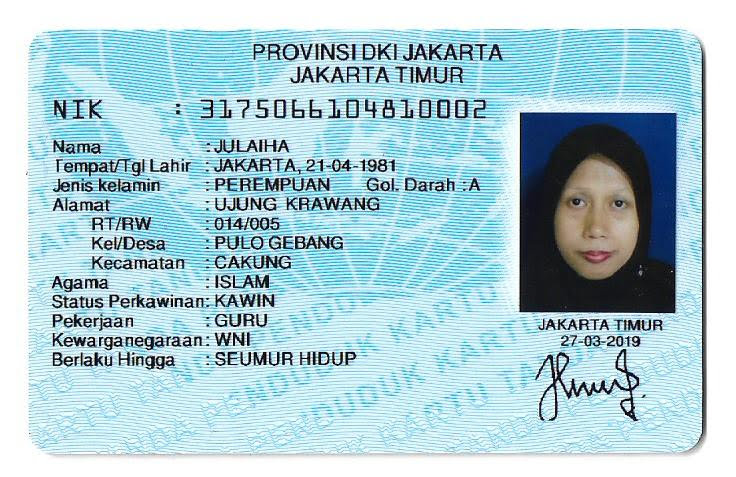 PROVINSI DKI JAKARTA
JAKARTA TIMUR
NIK : 3175066104810002
Nama : JULAIHA
Tempat/Tgl Lahir : JAKARTA, 21-04-1981
Jenis kelamin : PEREMPUAN Gol. Darah : A
Alamat : UJUNG KRAWANG
RT/RW : 014/005
Kel/Desa : PULO GEBANG
Kecamatan : CAKUNG
Agama : ISLAM
Status Perkawinan: KAWIN
Pekerjaan : GURU
Kewarganegaraan: WNI
Berlaku Hingga : SEUMUR HIDUP
JAKARTA TIMUR
27-03-2019